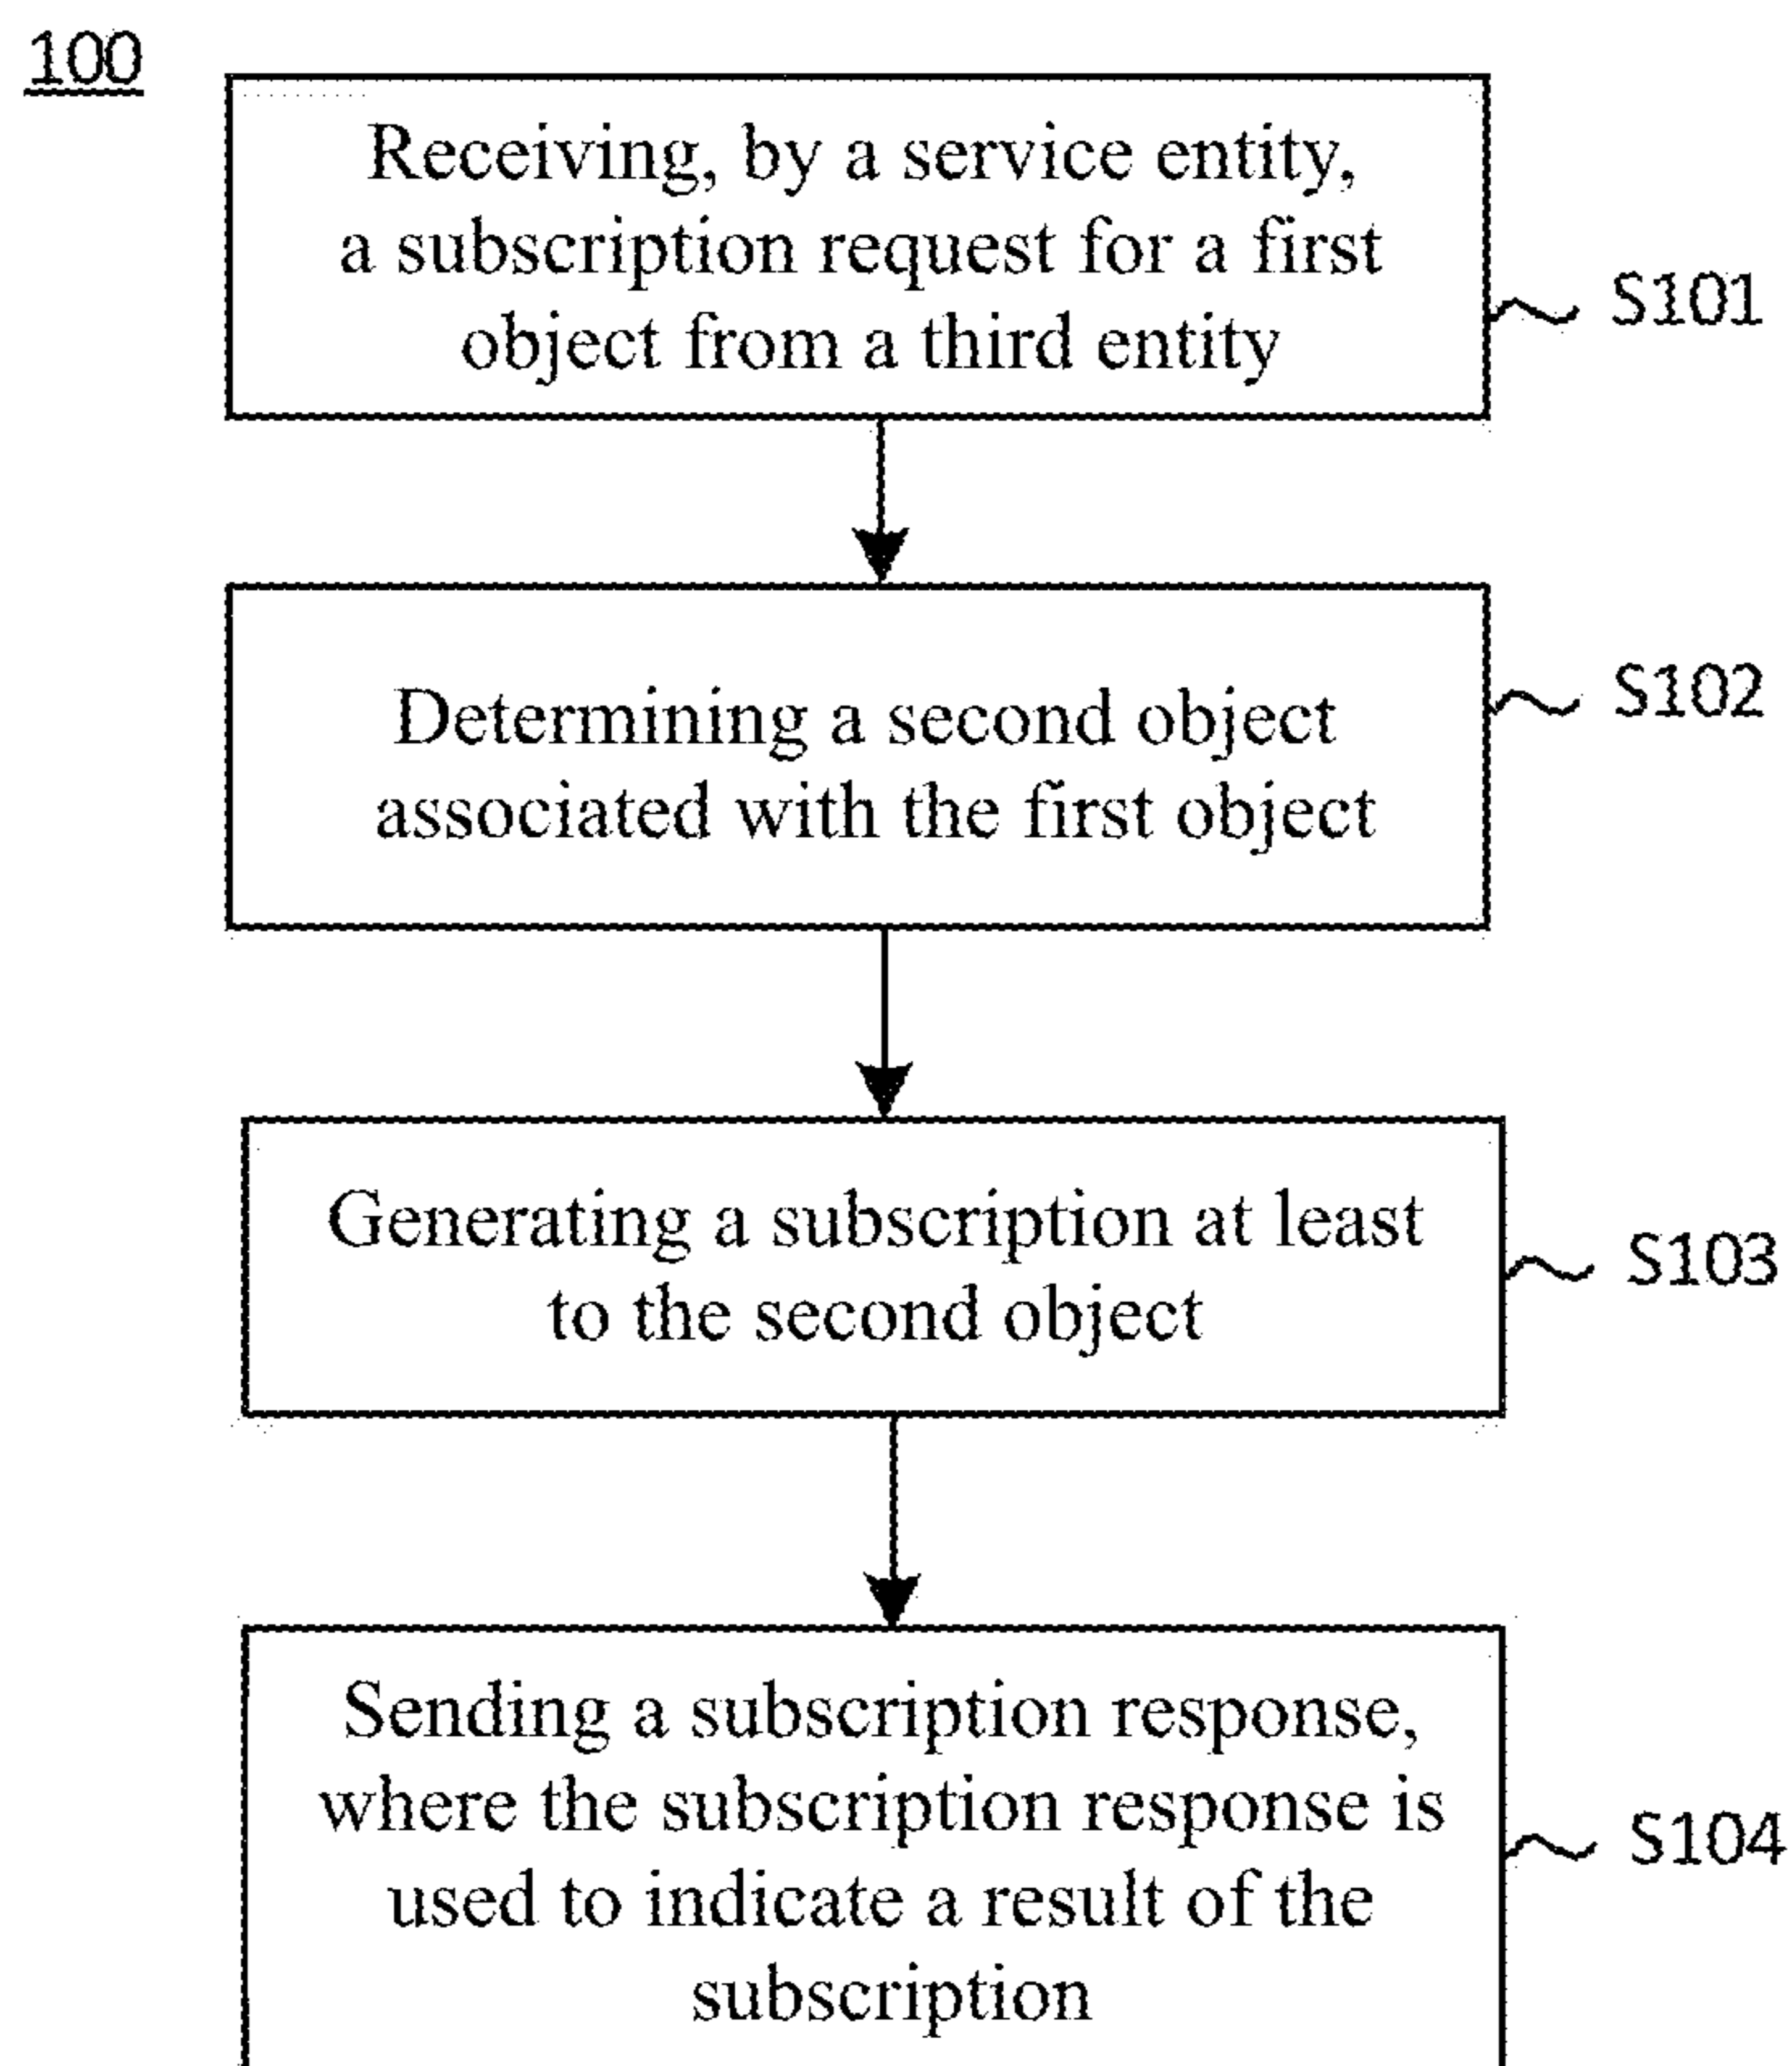 100
Receiving, by a service entity,
a subscription request for a first
object from a third entity
S101
Determining a second object
associated with the first object
S102
Generating a subscription at least
to the second object
S103
Sending a subscription response,
where the subscription response is
used to indicate a result of the
subscription
S104